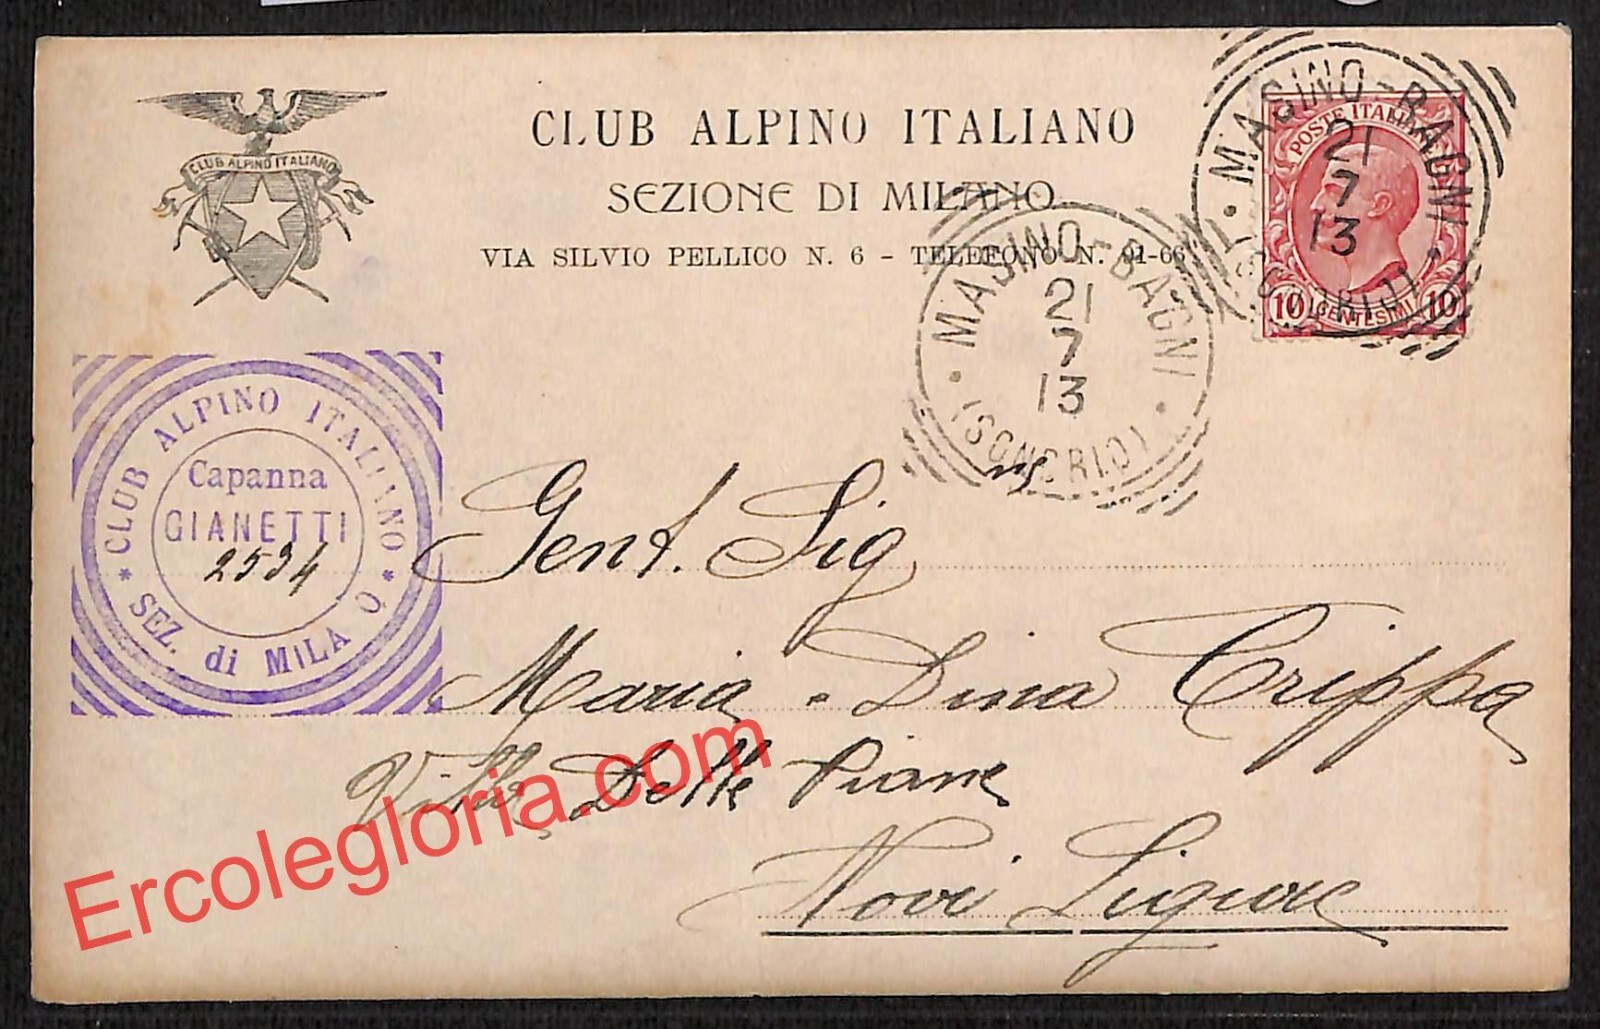 CLUB ALPINO ITALIANO
CLUB ALPINO ITALIANO
SEZIONE DI MILANO
VIA SILVIO PELLICO N. 6 - TELEFONO N. 91-66
POSTE ITALIANE
10 CENTESIMI 10
MASINO-BAGNI
21
7
13
(SONDRIO)
MASINO-BAGNI
21
7
13
(SONDRIO)
CLUB ALPINO ITALIANO
Capanna
GIANETTI
2534
SEZ. di MILA O
Gent. Sig
Maria - Dina Crippa
Delle Piane
Novi Ligure
Ercolegloria.com